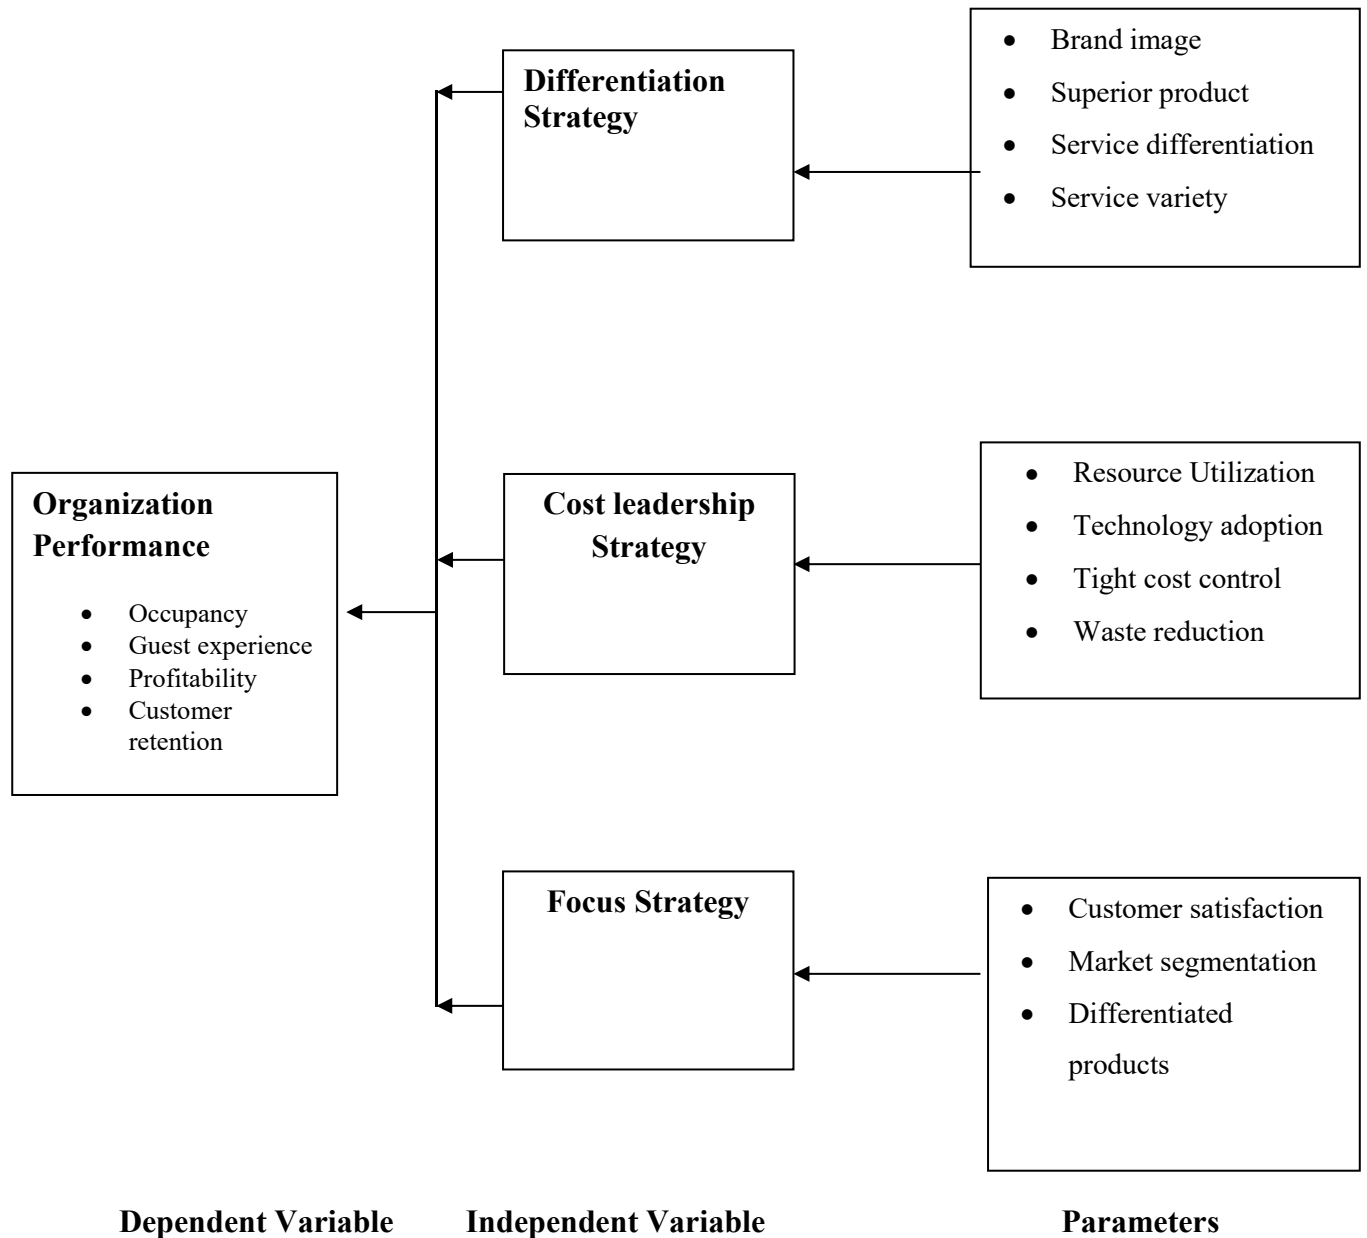 Differentiation
Strategy
• Brand image
• Superior product
• Service differentiation
• Service variety
Organization
Performance
• Occupancy
• Guest experience
• Profitability
• Customer
retention
Cost leadership
Strategy
• Resource Utilization
• Technology adoption
• Tight cost control
• Waste reduction
Focus Strategy
• Customer satisfaction
• Market segmentation
• Differentiated
products
Dependent Variable
Independent Variable
Parameters